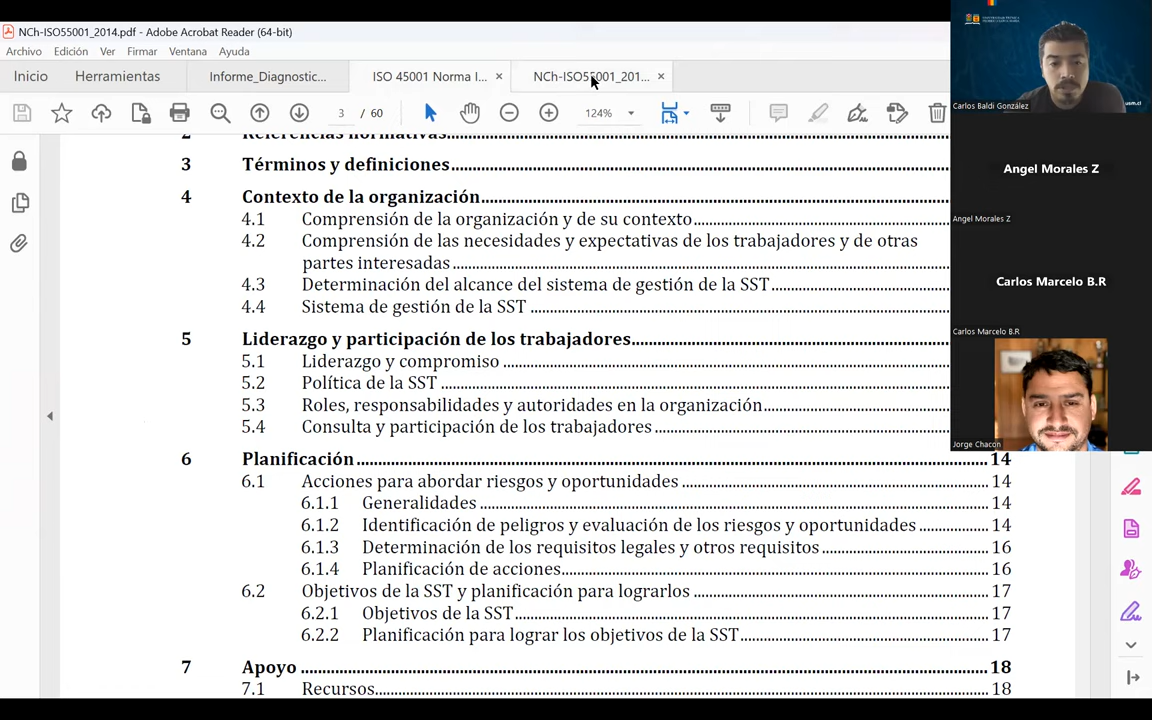 NCh-ISO55001_2014.pdf - Adobe Acrobat Reader (64-bit)
Archivo Edición Ver Firmar Ventana Ayuda
Inicio Herramientas Informe_Diagnostic... ISO 45001 Norma I... × NCh-ISO55001_201... ×
3 / 60 124%
2 Referencias normativas
3 Términos y definiciones
4 Contexto de la organización
4.1 Comprensión de la organización y de su contexto
4.2 Comprensión de las necesidades y expectativas de los trabajadores y de otras
partes interesadas
4.3 Determinación del alcance del sistema de gestión de la SST
4.4 Sistema de gestión de la SST
5 Liderazgo y participación de los trabajadores
5.1 Liderazgo y compromiso
5.2 Política de la SST
5.3 Roles, responsabilidades y autoridades en la organización
5.4 Consulta y participación de los trabajadores
6 Planificación 14
6.1 Acciones para abordar riesgos y oportunidades 14
6.1.1 Generalidades 14
6.1.2 Identificación de peligros y evaluación de los riesgos y oportunidades 14
6.1.3 Determinación de los requisitos legales y otros requisitos 16
6.1.4 Planificación de acciones 16
6.2 Objetivos de la SST y planificación para lograrlos 17
6.2.1 Objetivos de la SST 17
6.2.2 Planificación para lograr los objetivos de la SST 17
7 Apoyo 18
7.1 Recursos 18
usm.cl
Carlos Baldi González
Angel Morales Z
Angel Morales Z
Carlos Marcelo B.R
Carlos Marcelo B.R
Jorge Chacon